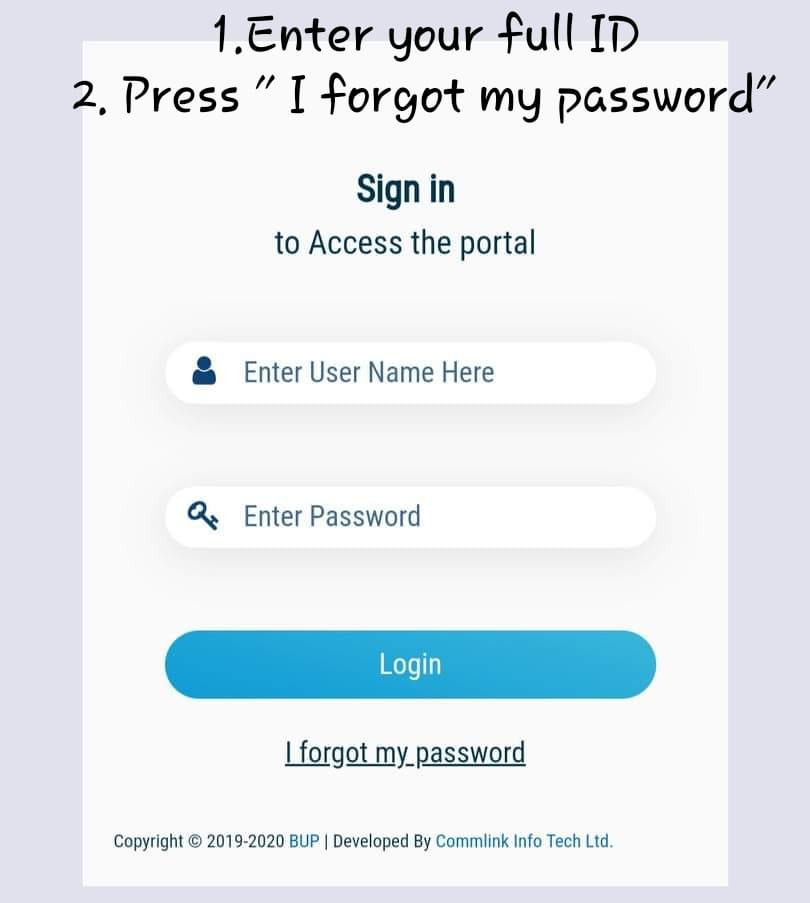 1.Enter your full ID
2. Press " I forgot my password"
Sign in
to Access the portal
Enter User Name Here
Enter Password
Login
I forgot my password
Copyright © 2019-2020 BUP | Developed By Commlink Info Tech Ltd.